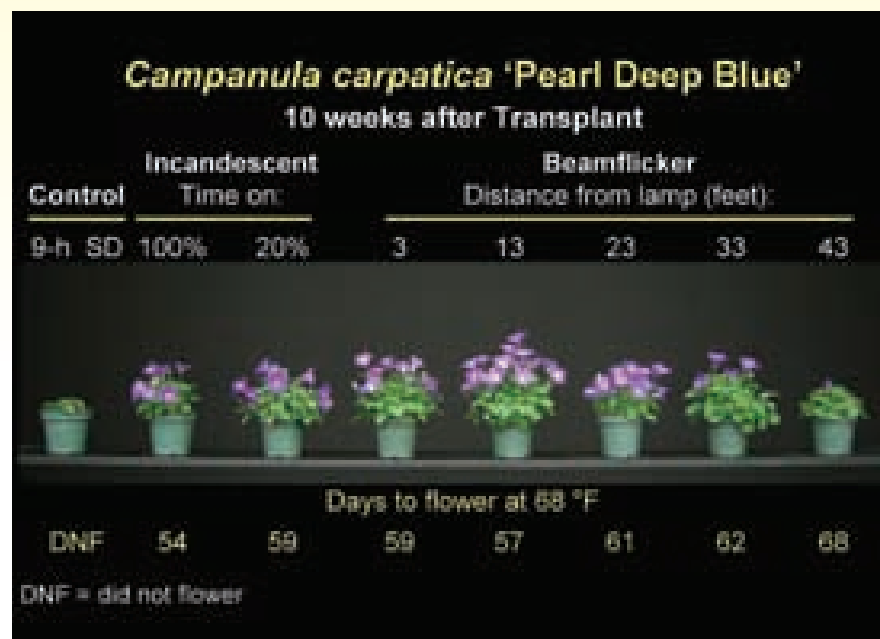 Campanula carpatica ‘Pearl Deep Blue’
10 weeks after Transplant
Incandescent Beamflicker
Control Time on: Distance from lamp (feet):
9-h SD 100% 20% 3 13 23 33 43
Days to flower at 68 °F
DNF 54 59 59 57 61 62 68
DNF = did not flower